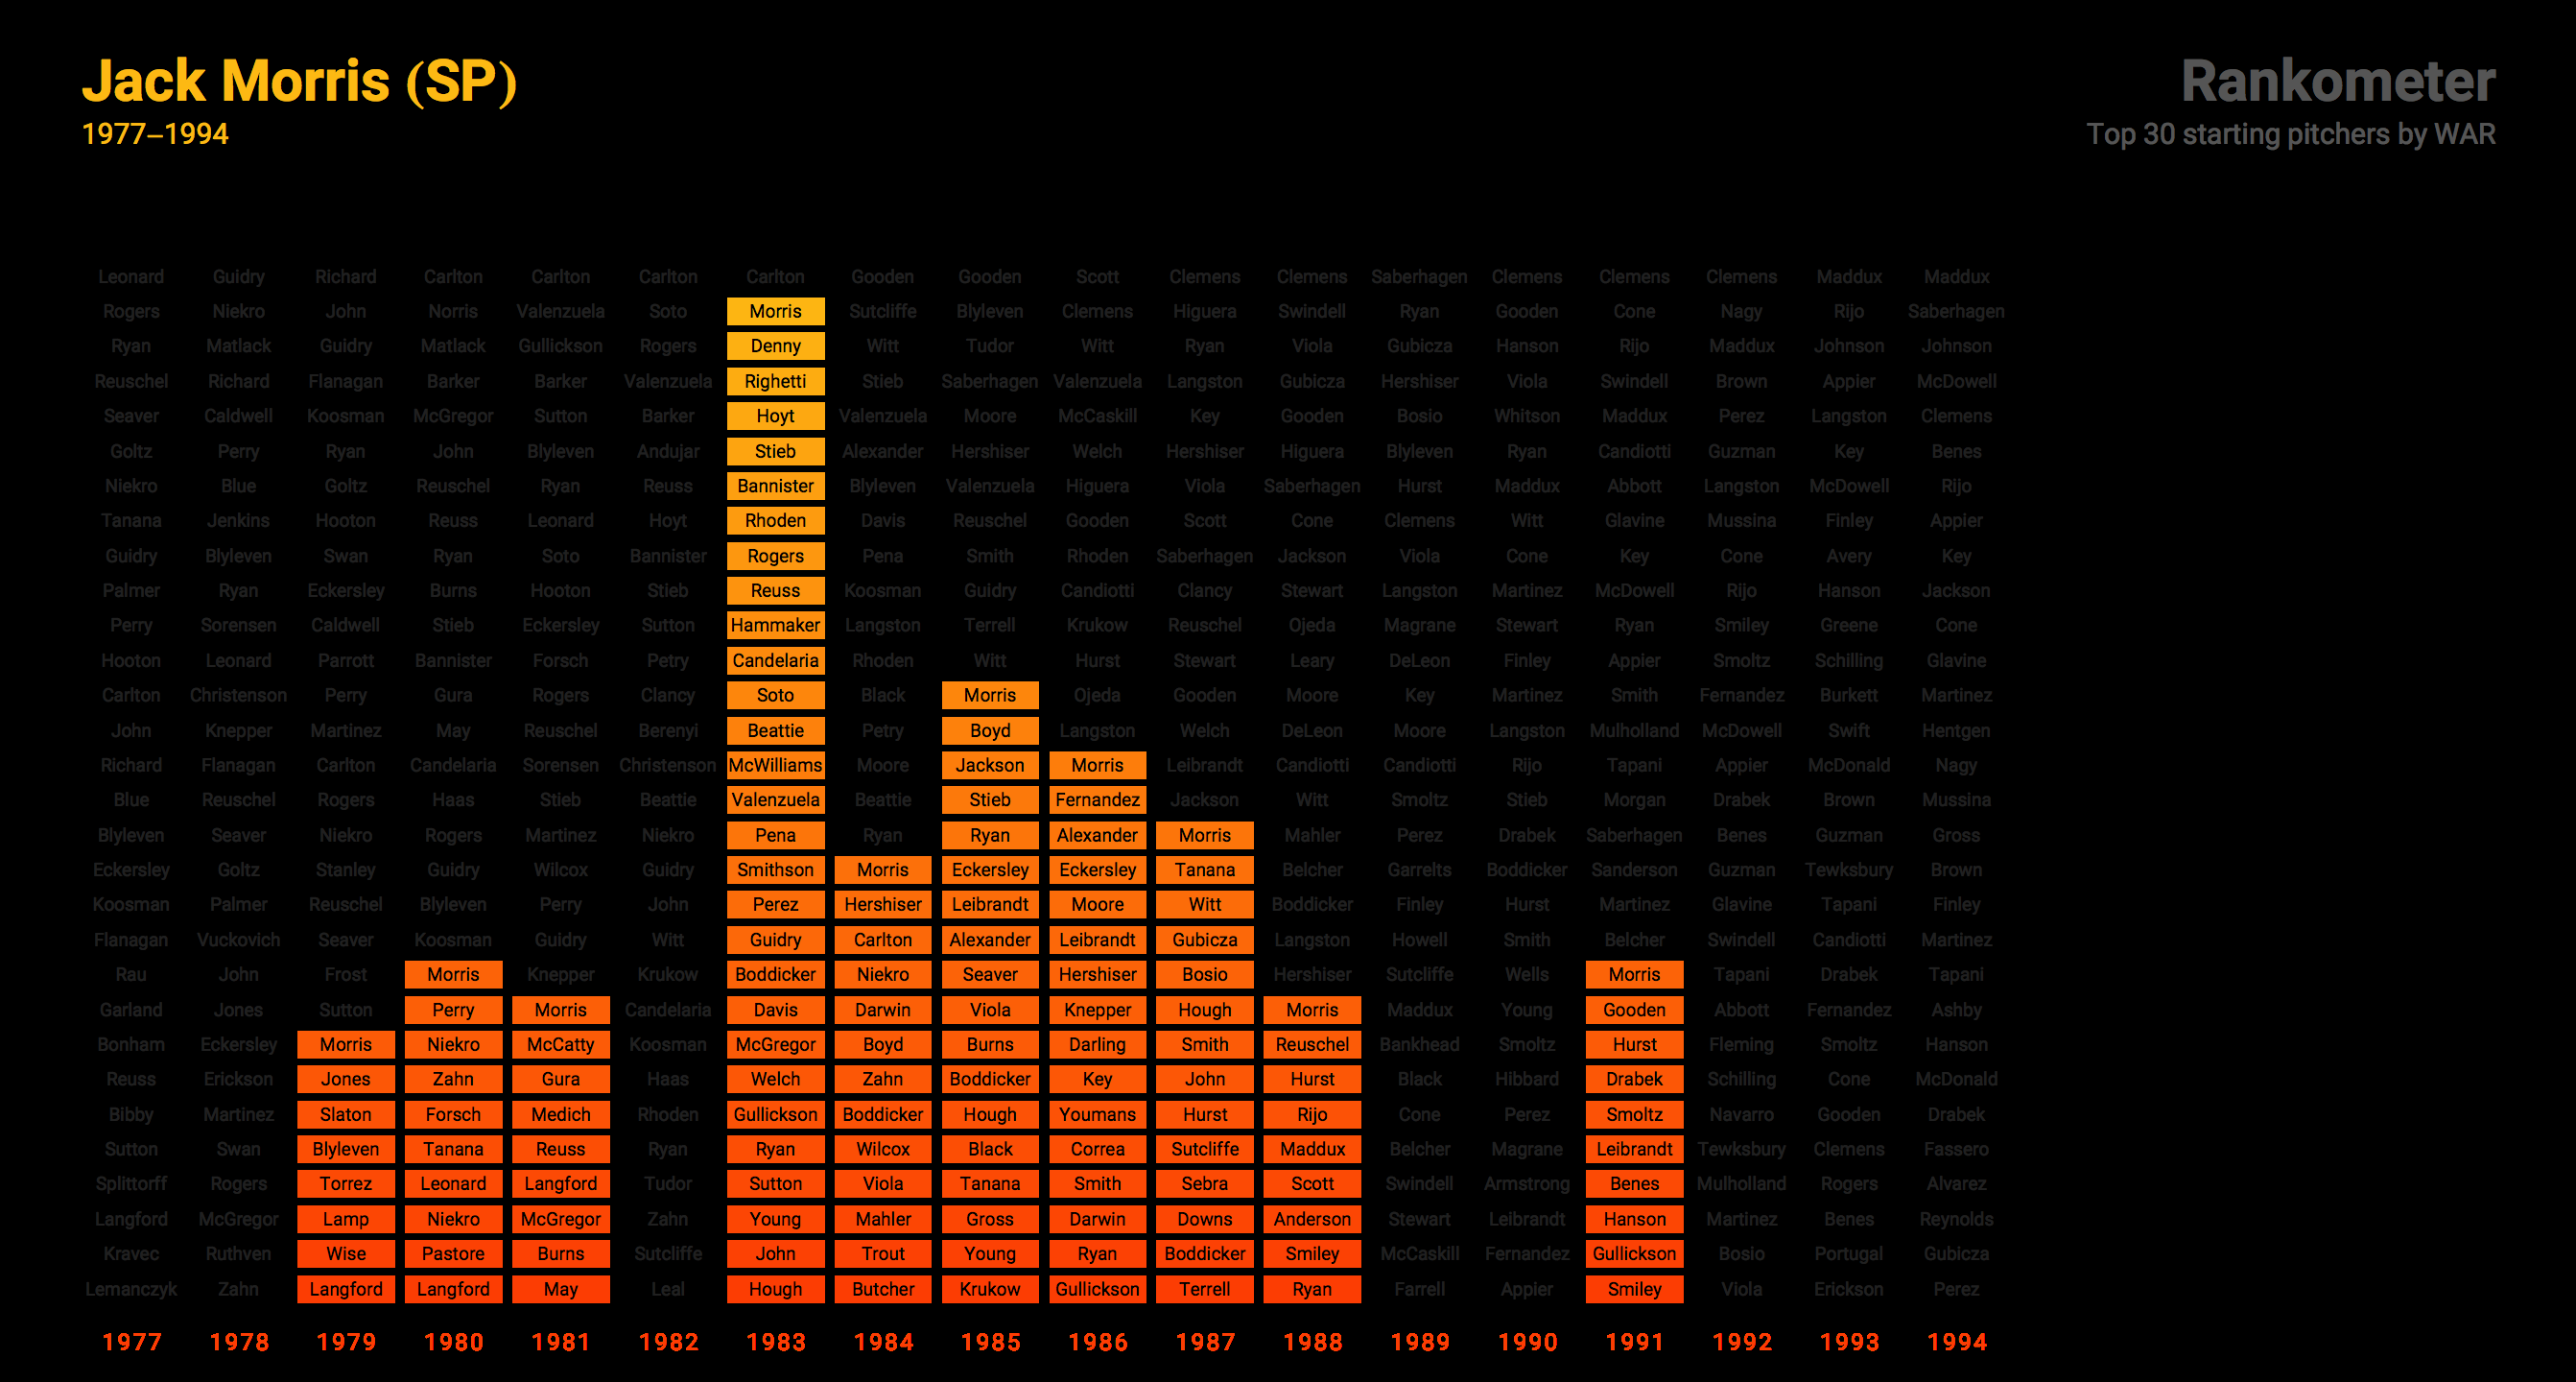 Jack Morris (SP)
1977–1994
Rankometer
Top 30 starting pitchers by WAR
Leonard Guidry Richard Carlton Carlton Carlton Carlton Gooden Gooden Scott Clemens Clemens Saberhagen Clemens Clemens Clemens Maddux Maddux
Rogers Niekro John Norris Valenzuela Soto Morris Sutcliffe Blyleven Clemens Higuera Swindell Ryan Gooden Cone Nagy Rijo Saberhagen
Ryan Matlack Guidry Matlack Gullickson Rogers Denny Witt Tudor Witt Ryan Viola Gubicza Hanson Rijo Maddux Johnson Johnson
Reuschel Richard Flanagan Barker Barker Valenzuela Righetti Stieb Saberhagen Valenzuela Langston Gubicza Hershiser Viola Swindell Brown Appier McDowell
Seaver Caldwell Koosman McGregor Sutton Barker Hoyt Valenzuela Moore McCaskill Key Gooden Bosio Whitson Maddux Perez Langston Clemens
Goltz Perry Ryan John Blyleven Andujar Stieb Alexander Hershiser Welch Hershiser Higuera Blyleven Ryan Candiotti Guzman Key Benes
Niekro Blue Goltz Reuschel Ryan Reuss Bannister Blyleven Valenzuela Higuera Viola Saberhagen Hurst Maddux Abbott Langston McDowell Rijo
Tanana Jenkins Hooton Reuss Leonard Hoyt Rhoden Davis Reuschel Gooden Scott Cone Clemens Witt Glavine Mussina Finley Appier
Guidry Blyleven Swan Ryan Soto Bannister Rogers Pena Smith Rhoden Saberhagen Jackson Viola Cone Key Cone Avery Key
Palmer Ryan Eckersley Burns Hooton Stieb Reuss Koosman Guidry Candiotti Clancy Stewart Langston Martinez McDowell Rijo Hanson Jackson
Perry Sorensen Caldwell Stieb Eckersley Sutton Hammaker Langston Terrell Krukow Reuschel Ojeda Magrane Stewart Ryan Smiley Greene Cone
Hooton Leonard Parrott Bannister Forsch Petry Candelaria Rhoden Witt Hurst Stewart Leary DeLeon Finley Appier Smoltz Schilling Glavine
Carlton Christenson Perry Gura Rogers Clancy Soto Black Morris Ojeda Gooden Moore Key Martinez Smith Fernandez Burkett Martinez
John Knepper Martinez May Reuschel Berenyi Beattie Petry Boyd Langston Welch DeLeon Moore Langston Mulholland McDowell Swift Hentgen
Richard Flanagan Carlton Candelaria Sorensen Christenson McWilliams Moore Jackson Morris Leibrandt Candiotti Candiotti Rijo Tapani Appier McDonald Nagy
Blue Reuschel Rogers Haas Stieb Beattie Valenzuela Beattie Stieb Fernandez Jackson Witt Smoltz Stieb Morgan Drabek Brown Mussina
Blyleven Seaver Niekro Rogers Martinez Niekro Pena Ryan Ryan Alexander Morris Mahler Perez Drabek Saberhagen Benes Guzman Gross
Eckersley Goltz Stanley Guidry Wilcox Guidry Smithson Morris Eckersley Eckersley Tanana Belcher Garrelts Boddicker Sanderson Guzman Tewksbury Brown
Koosman Palmer Reuschel Blyleven Perry John Perez Hershiser Leibrandt Moore Witt Boddicker Finley Hurst Martinez Glavine Tapani Finley
Flanagan Vuckovich Seaver Koosman Guidry Witt Guidry Carlton Alexander Leibrandt Gubicza Langston Howell Smith Belcher Swindell Candiotti Martinez
Rau John Frost Morris Knepper Krukow Boddicker Niekro Seaver Hershiser Bosio Hershiser Sutcliffe Wells Morris Tapani Drabek Tapani
Garland Jones Sutton Perry Morris Candelaria Davis Darwin Viola Knepper Hough Morris Maddux Young Gooden Abbott Fernandez Ashby
Bonham Eckersley Morris Niekro McCatty Koosman McGregor Boyd Burns Darling Smith Reuschel Bankhead Smoltz Hurst Fleming Smoltz Hanson
Reuss Erickson Jones Zahn Gura Haas Welch Zahn Boddicker Key John Hurst Black Hibbard Drabek Schilling Cone McDonald
Bibby Martinez Slaton Forsch Medich Rhoden Gullickson Boddicker Hough Youmans Hurst Rijo Cone Perez Smoltz Navarro Gooden Drabek
Sutton Swan Blyleven Tanana Reuss Ryan Ryan Wilcox Black Correa Sutcliffe Maddux Belcher Magrane Leibrandt Tewksbury Clemens Fassero
Splittorff Rogers Torrez Leonard Langford Tudor Sutton Viola Tanana Smith Sebra Scott Swindell Armstrong Benes Mulholland Rogers Alvarez
Langford McGregor Lamp Niekro McGregor Zahn Young Mahler Gross Darwin Downs Anderson Stewart Leibrandt Hanson Martinez Benes Reynolds
Kravec Ruthven Wise Pastore Burns Sutcliffe John Trout Young Ryan Boddicker Smiley McCaskill Fernandez Gullickson Bosio Portugal Gubicza
Lemanczyk Zahn Langford Langford May Leal Hough Butcher Krukow Gullickson Terrell Ryan Farrell Appier Smiley Viola Erickson Perez
1977 1978 1979 1980 1981 1982 1983 1984 1985 1986 1987 1988 1989 1990 1991 1992 1993 1994